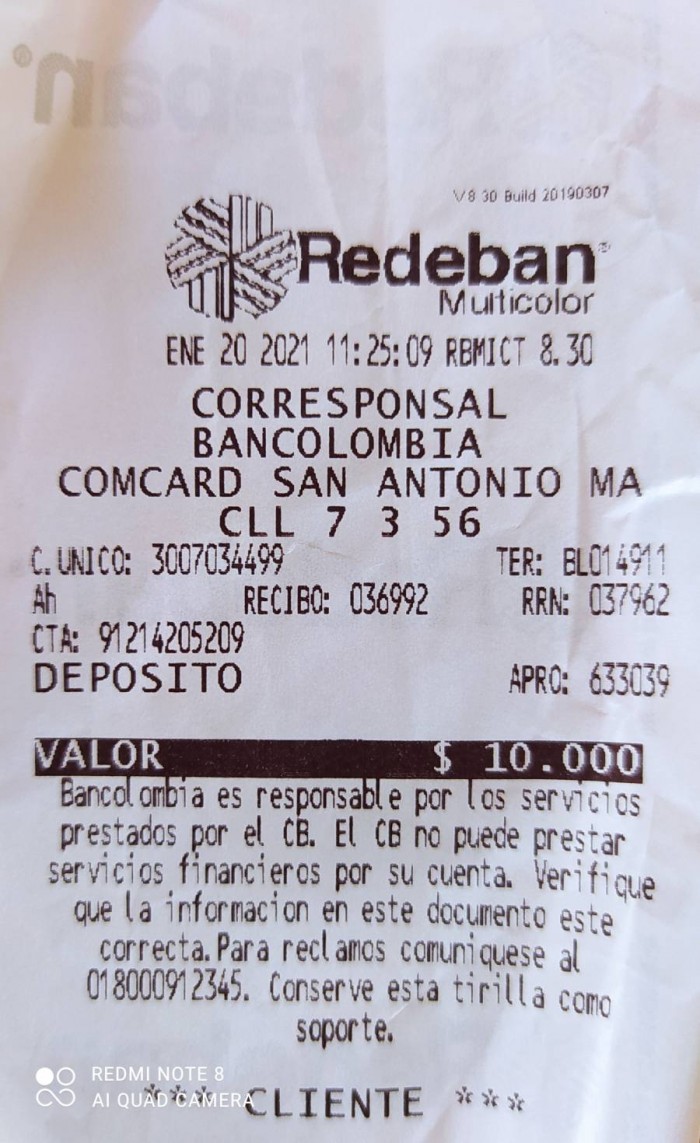 V8 30 Build 20190307
Redeban®
Multicolor
ENE 20 2021 11:25:09 RBMICT 8.30
CORRESPONSAL
BANCOLOMBIA
COMCARD SAN ANTONIO MA
CLL 7 3 56
C. UNICO: 3007034499 TER: BL014911
Ah RECIBO: 036992 RRN: 037962
CTA: 91214205209
DEPOSITO APRO: 633039
VALOR $ 10.000
Bancolombia es responsable por los servicios
prestados por el CB. El CB no puede prestar
servicios financieros por su cuenta. Verifique
que la informacion en este documento este
correcta. Para reclamos comuniquese al
018000912345. Conserve esta tirilla como
soporte.
*** CLIENTE ***
REDMI NOTE 8
AI QUAD CAMERA